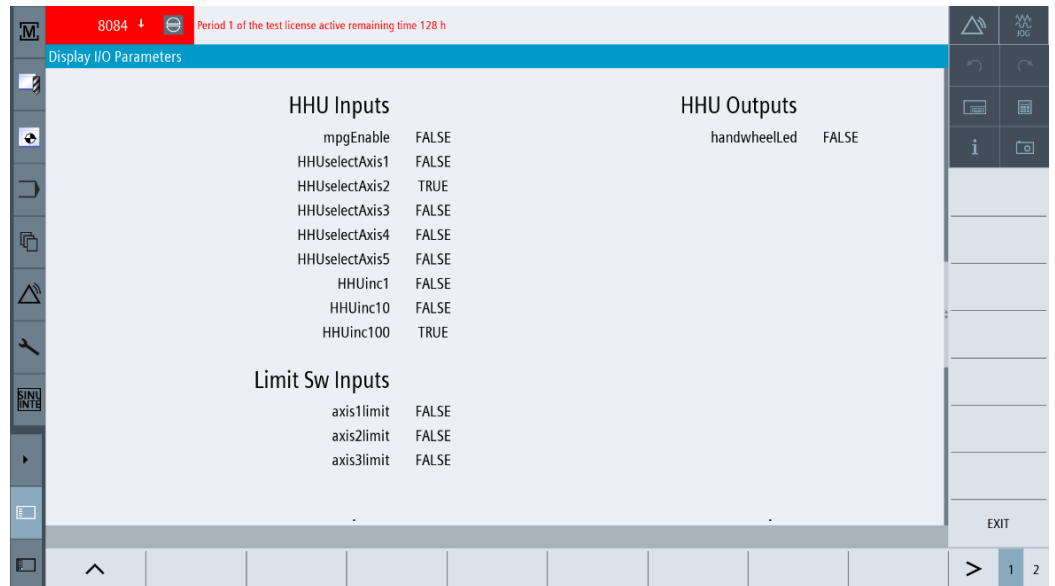 M
8084 ↓
Period 1 of the test license active remaining time 128 h
JOG
Display I/O Parameters
HHU Inputs
mpgEnable FALSE
HHUselectAxis1 FALSE
HHUselectAxis2 TRUE
HHUselectAxis3 FALSE
HHUselectAxis4 FALSE
HHUselectAxis5 FALSE
HHUinc1 FALSE
HHUinc10 FALSE
HHUinc100 TRUE
Limit Sw Inputs
axis1limit FALSE
axis2limit FALSE
axis3limit FALSE
HHU Outputs
handwheelLed FALSE
i
SINU
INTE
EXIT
> 1 2